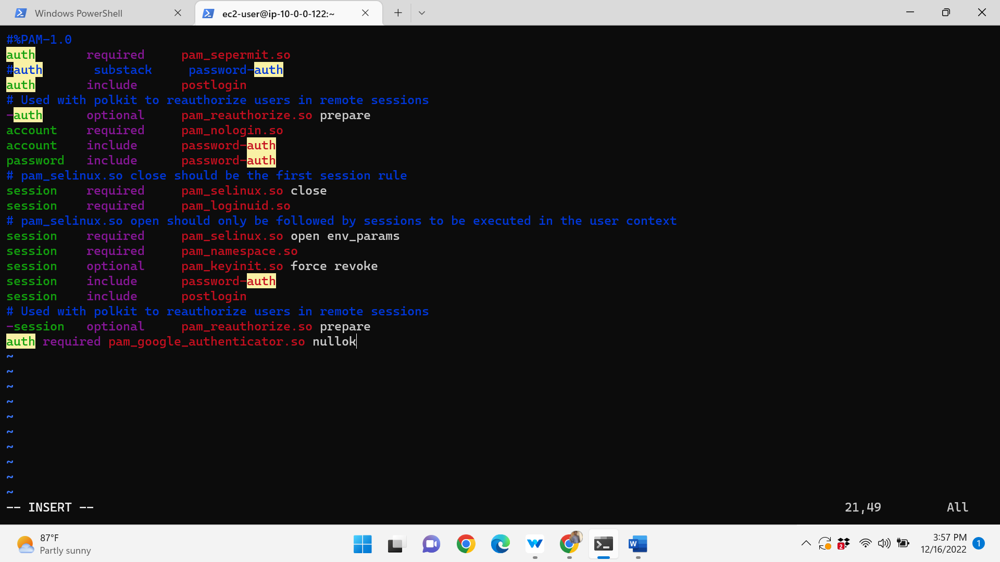 Windows PowerShell
ec2-user@ip-10-0-0-122:~
#%PAM-1.0
auth       required     pam_sepermit.so
#auth       substack     password-auth
auth       include      postlogin
# Used with polkit to reauthorize users in remote sessions
-auth      optional     pam_reauthorize.so prepare
account    required     pam_nologin.so
account    include      password-auth
password   include      password-auth
# pam_selinux.so close should be the first session rule
session    required     pam_selinux.so close
session    required     pam_loginuid.so
# pam_selinux.so open should only be followed by sessions to be executed in the user context
session    required     pam_selinux.so open env_params
session    required     pam_namespace.so
session    optional     pam_keyinit.so force revoke
session    include      password-auth
session    include      postlogin
# Used with polkit to reauthorize users in remote sessions
-session   optional     pam_reauthorize.so prepare
auth required pam_google_authenticator.so nullok
~
~
~
~
~
~
~
~
~
~
-- INSERT --                    21,49         All
87°F
Partly sunny
W
2
3:57 PM
12/16/2022
1